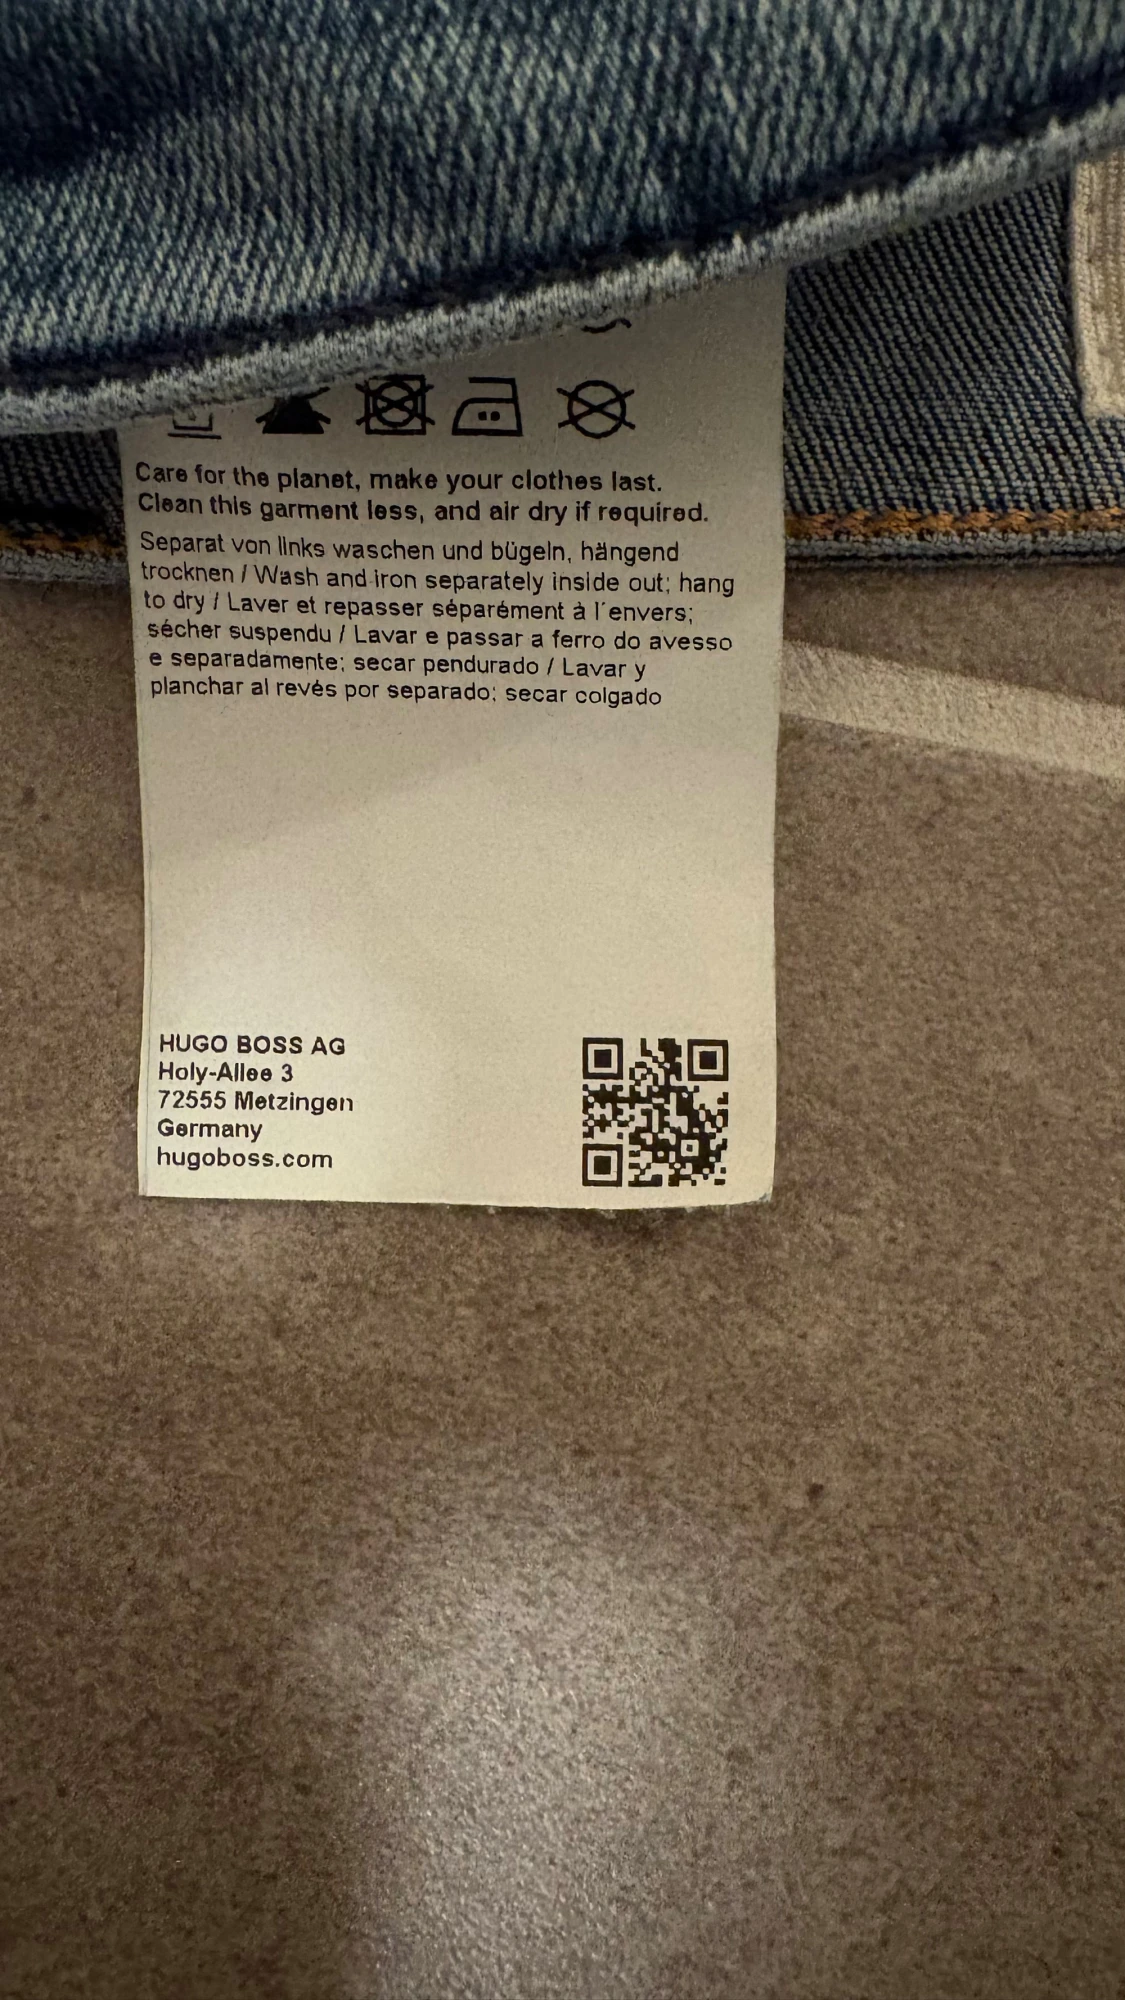 Care for the planet, make your clothes last.
Clean this garment less, and air dry if required.
Separat von links waschen und bügeln, hängend
trocknen / Wash and iron separately inside out; hang
to dry / Laver et repasser séparément à l'envers;
sécher suspendu / Lavar e passar a ferro do avesso
e separadamente; secar pendurado / Lavar y
planchar al revés por separado; secar colgado
HUGO BOSS AG
Holy-Allee 3
72555 Metzingen
Germany
hugoboss.com